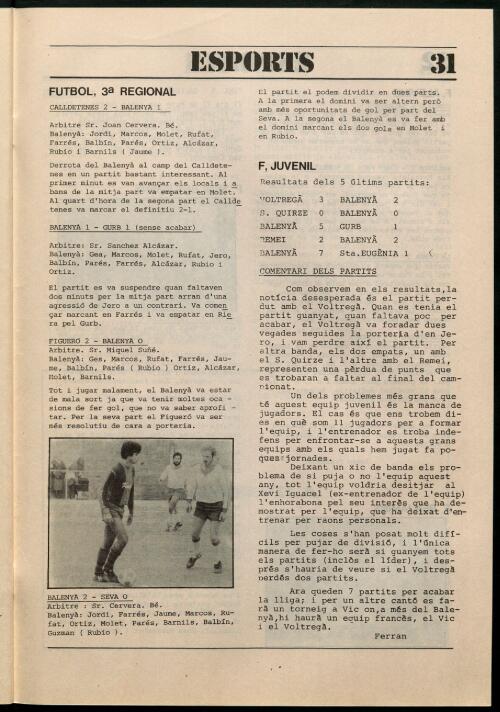 ESPORTS 31
FUTBOL, 3ª REGIONAL
CALLDETENES 2 - BALENYÀ 1
Arbitre Sr. Joan Cervera. Bé.
Balenyà: Jordi, Marcos, Molet, Rufat,
Farrés, Balbín, Parés, Ortiz, Alcázar,
Rubio i Barnils ( Jaume ).
Derrota del Balenyà al camp del Calldete-
nes en un partit bastant interessant. Al
primer minut es van avançar els locals i a
bans de la mitja part va empatar en Molet.
Al quart d'hora de la segona part el Callde
tenes va marcar el definitiu 2-1.
BALENYÀ 1 - GURB 1 (sense acabar)
Arbitre: Sr. Sanchez Alcázar.
Balenyà: Gea, Marcos, Molet, Rufat, Jero,
Balbín, Parés, Farrés, Alcázar, Rubio i
Ortiz.
El partit es va suspendre quan faltaven
dos minuts per la mitja part arran d'una
agressió de Jero a un contrari. Va comen
çar marcant en Farrés i va empatar en Rie
ra pel Gurb.
FIGUERÓ 2 - BALENYÀ O
Arbitre. Sr. Miquel Suñé.
Balenyà: Gea, Marcos, Rufat, Farrés, Jau-
me, Balbín, Parés ( Rubio ) Ortiz, Alcázar,
Molet, Barnils.
Tot i jugar malament, el Balenyà va estar
de mala sort ja que va tenir moltes oca -
sions de fer gol, que no va saber aprofi -
tar. Per la seva part el Figueró va ser
més resolutiu de cara a porteria.
BALENYÀ 2 - SEVA O
Arbitre : Sr. Cervera. Bé.
Balenyà: Jordi, Farrés, Jaume, Marcos, Ru-
fat, Ortiz, Molet, Parés, Barnils, Balbín,
Guzman ( Rubio ).
El partit el podem dividir en dues parts.
A la primera el domini va ser altern però
amb més oportunitats de gol per part del
Seva. A la segona el Balenyà es va fer amb
el domini marcant els dos gols en Molet i
en Rubio.
F, JUVENIL
Resultats dels 5 últims partits:
VOLTREGÀ 3 BALENYÀ 2
S. QUIRZE 0 BALENYÀ 0
BALENYÀ 5 GURB 1
REMEI 2 BALENYÀ 2
BALENYÀ 7 Sta.EUGÈNIA 1
COMENTARI DELS PARTITS
Com observem en els resultats,la
notícia desesperada és el partit per-
dut amb el Voltregà. Quan es tenia el
partit guanyat, quan faltava poc per
acabar, el Voltregà va foradar dues
vegades seguides la porteria d'en Je-
ro, i vam perdre així el partit. Per
altra banda, els dos empats, un amb
el S. Quirze i l'altre amb el Remei,
representen una pèrdua de punts que
es trobaran a faltar al final del cam-
pionat.
Un dels problemes més grans que
té aquest equip juvenil és la manca de
jugadors. El cas és que ens trobem di-
es en què som 11 jugadors per a formar
l'equip, i l'entrenador es troba inde-
fens per enfrontar-se a aquests grans
equips amb els quals hem jugat fa po-
ques jornades.
Deixant un xic de banda els pro-
blema de si puja o no l'equip aquest
any, tot l'equip voldria desitjar al
Xevi Iguacel (ex-entrenador de l'equip)
l'enhorabona pel seu interès que ha de-
mostrat per l'equip, que ha deixat d'en-
trenar per raons personals.
Les coses s'han posat molt difí-
cils per pujar de divisió, i l'única
manera de fer-ho serà si guanyem tots
els partits (inclòs el líder), i des-
prés s'hauria de veure si el Voltregà
perdés dos partits.
Ara queden 7 partits per acabar
la lliga; i per un altre cantó es fa-
rà un torneig a Vic on,a més del Bale-
nyà,hi haurà un equip francès, el Vic
i el Voltregà.
Ferran